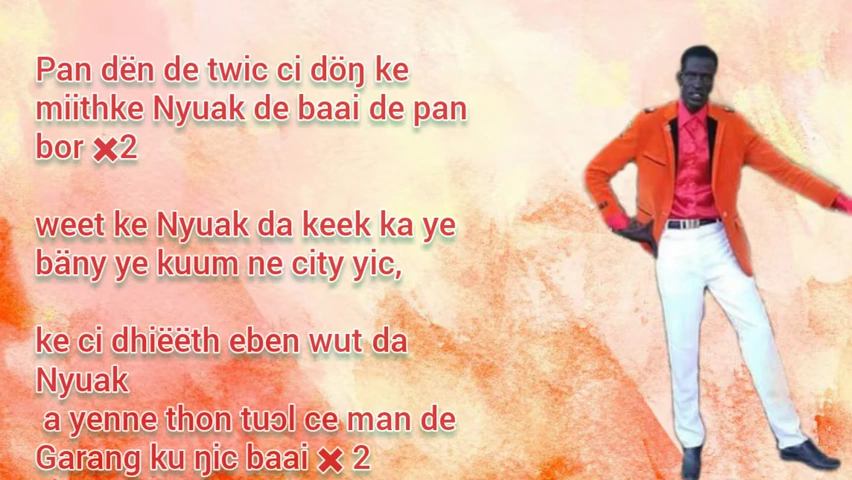 Pan dën de twic ci döŋ ke
miithke Nyuak de baai de pan
bor ✖2
weet ke Nyuak da keek ka ye
bäny ye kuum ne city yic,
ke ci dhiëëth eben wut da
Nyuak
a yenne thon tuɔl ce man de
Garang ku ŋic baai ✖ 2